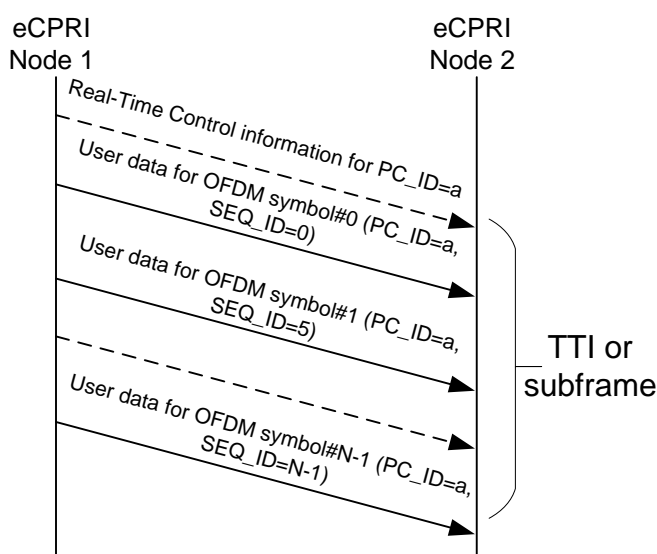 eCPRI
Node 1
eCPRI
Node 2
Real-Time Control information for PC_ID=a
User data for OFDM symbol#0 (PC_ID=a,
SEQ_ID=0)
User data for OFDM symbol#1 (PC_ID=a,
SEQ_ID=5)
User data for OFDM symbol#N-1 (PC_ID=a,
SEQ_ID=N-1)
TTI or
subframe